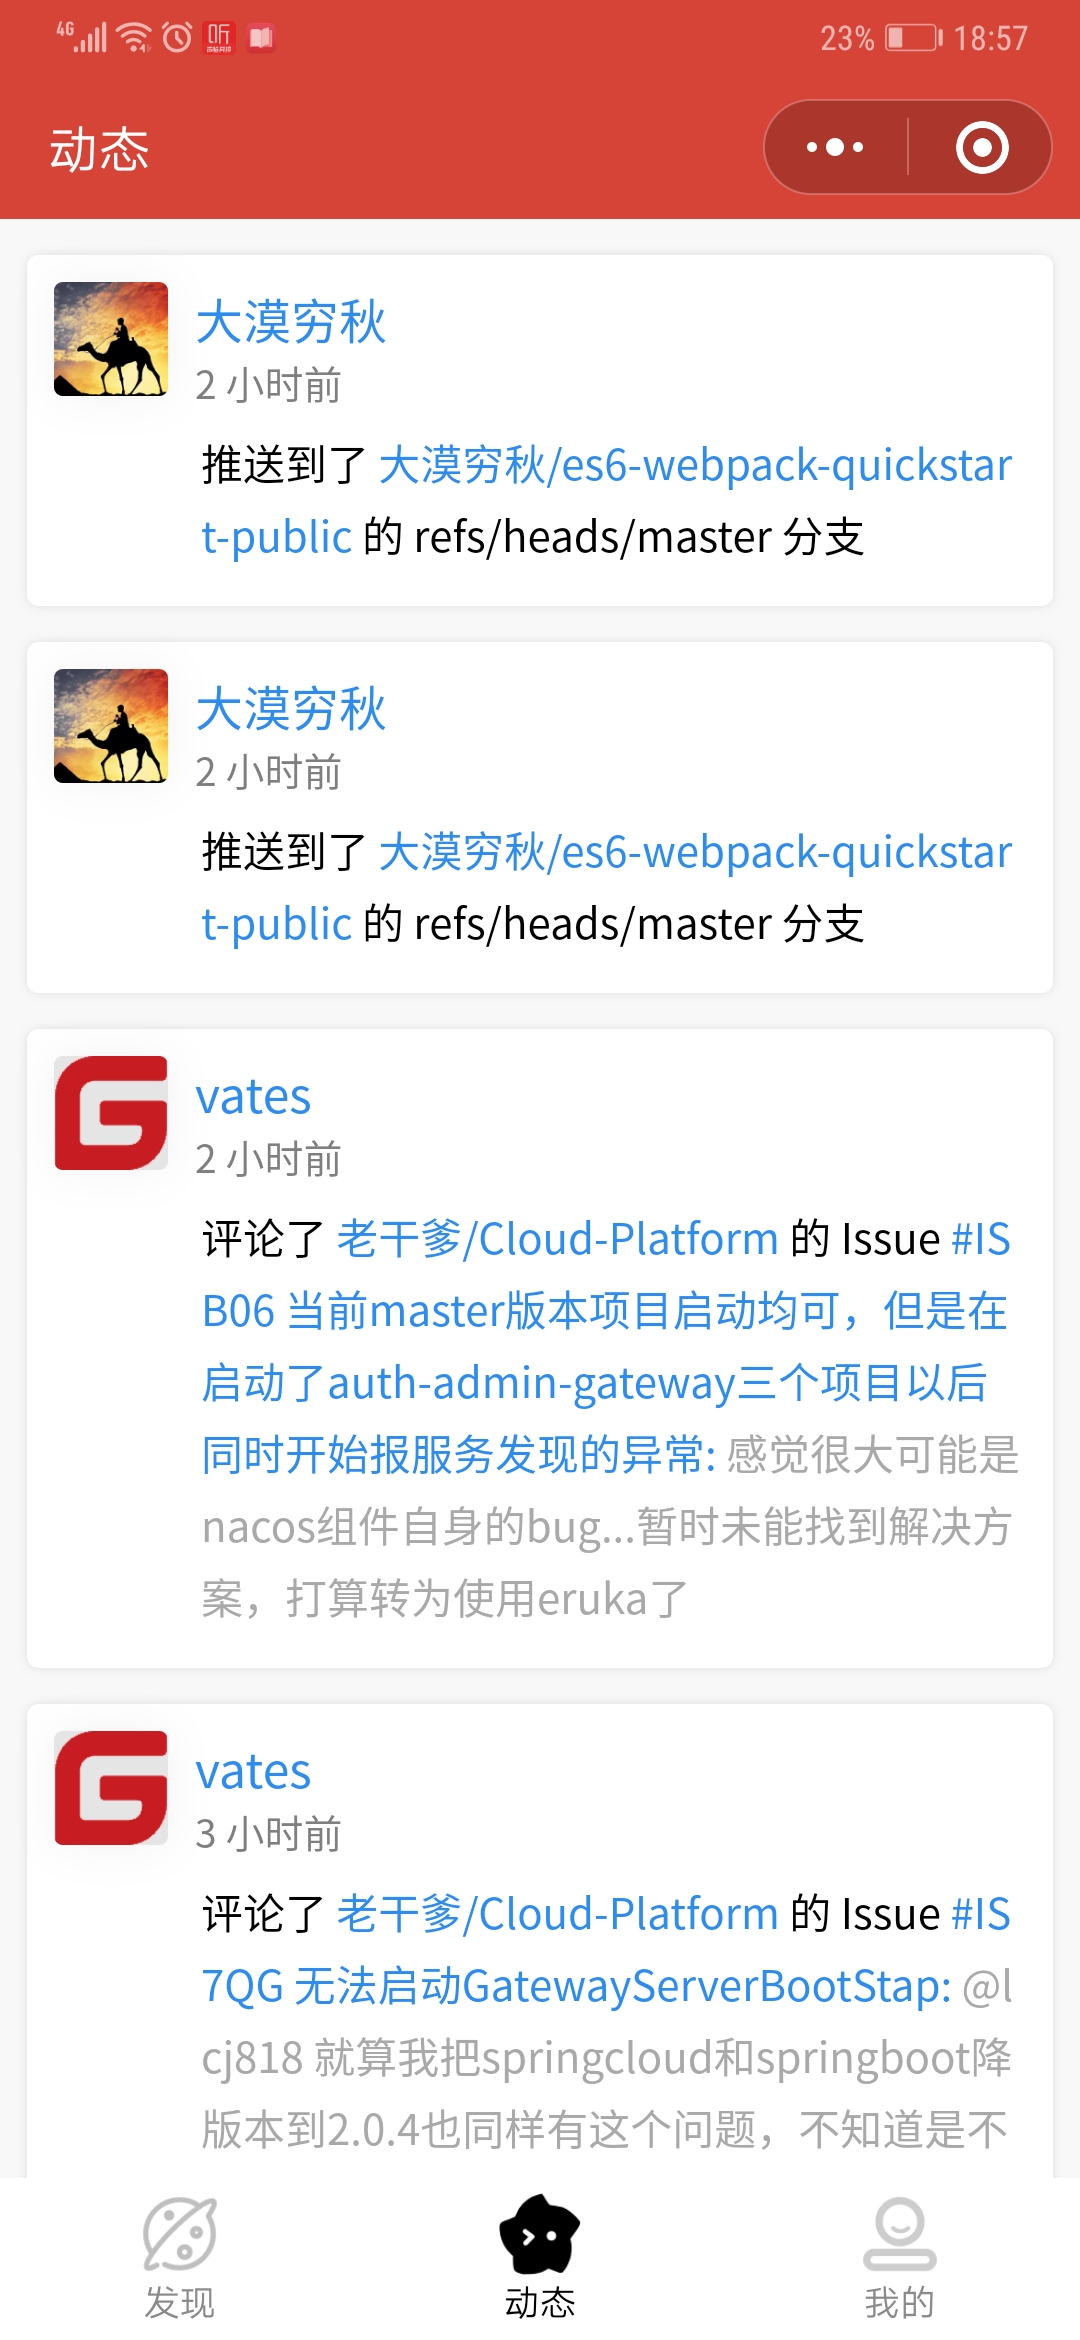 4G 23% 18:57
动态
大漠穷秋
2 小时前
推送到了 大漠穷秋/es6-webpack-quickstar
t-public 的 refs/heads/master 分支
大漠穷秋
2 小时前
推送到了 大漠穷秋/es6-webpack-quickstar
t-public 的 refs/heads/master 分支
vates
2 小时前
评论了 老干爹/Cloud-Platform 的 Issue #IS
B06 当前master版本项目启动均可，但是在
启动了auth-admin-gateway三个项目以后
同时开始报服务发现的异常: 感觉很大可能是
nacos组件自身的bug...暂时未能找到解决方
案，打算转为使用eruka了
vates
3 小时前
评论了 老干爹/Cloud-Platform 的 Issue #IS
7QG 无法启动GatewayServerBootStap: @l
cj818 就算我把springcloud和springboot降
版本到2.0.4也同样有这个问题，不知道是不
发现 动态 我的